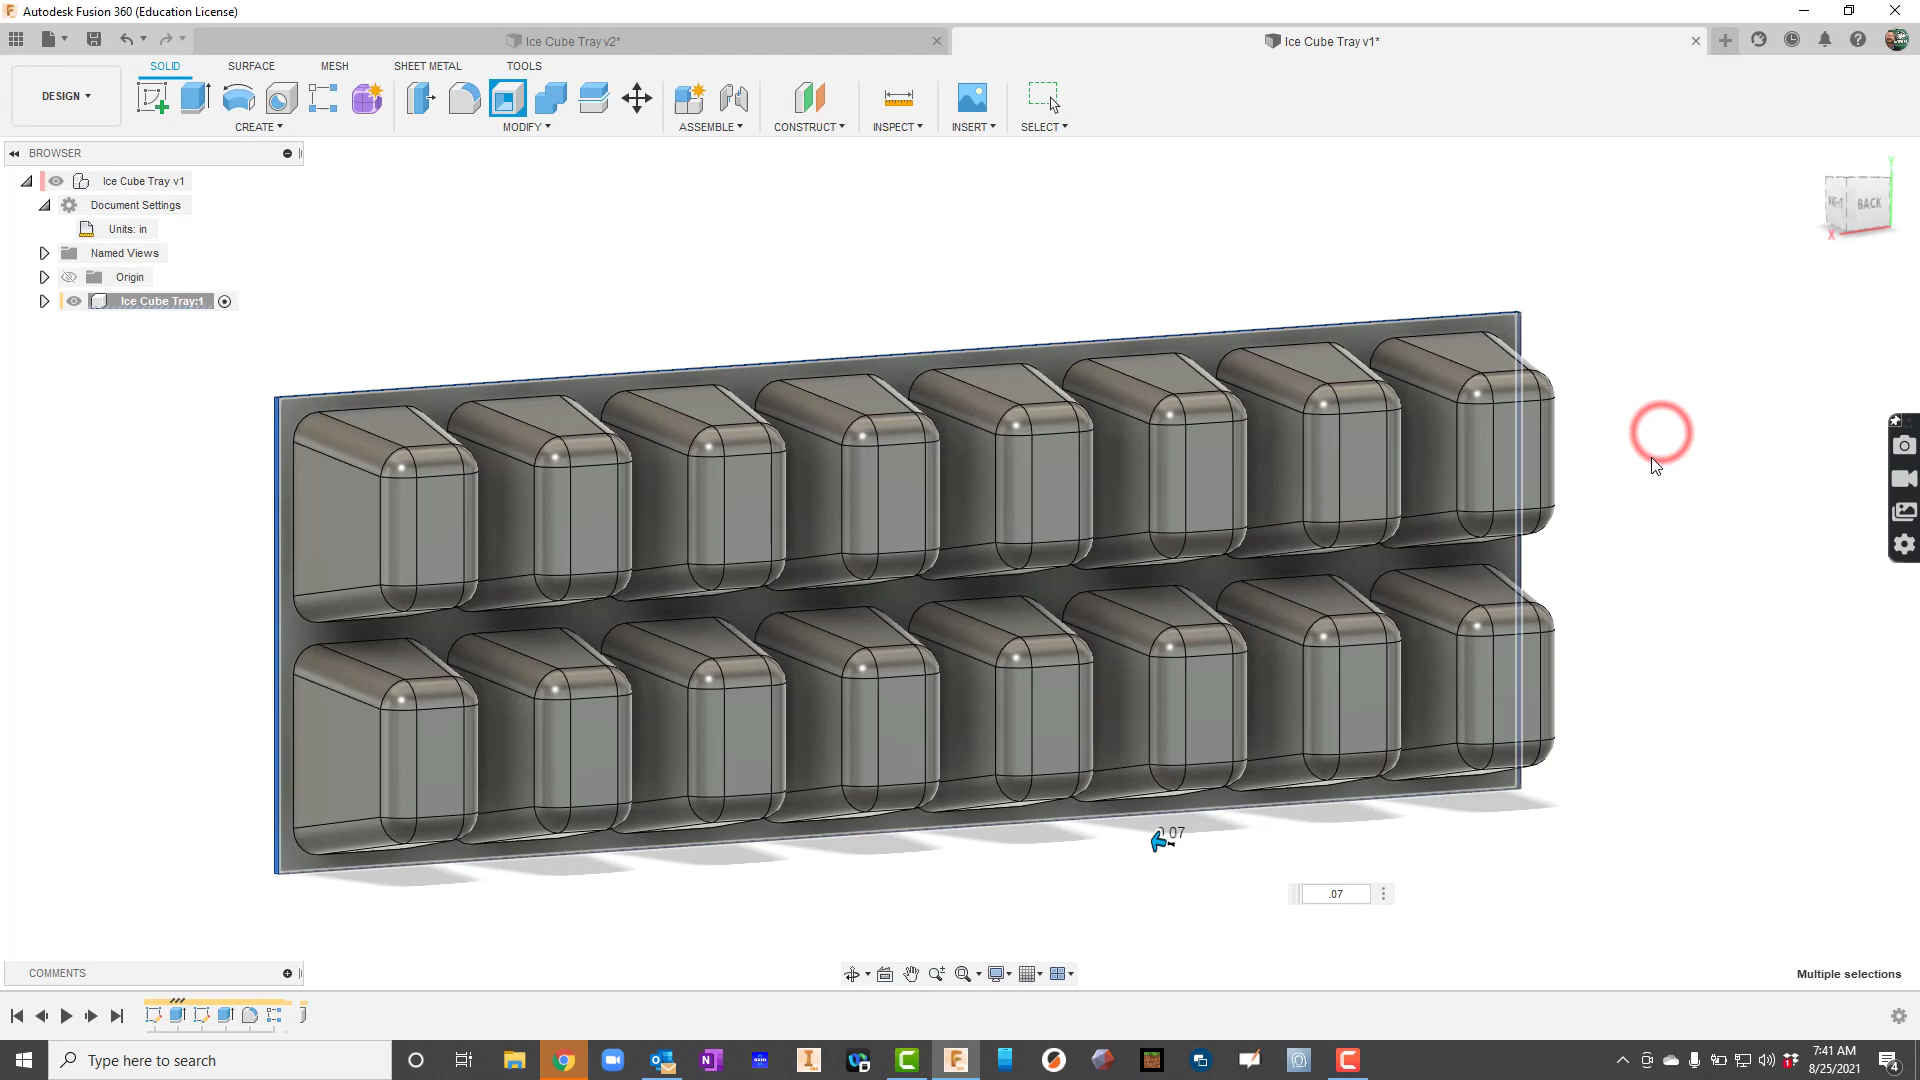 Autodesk Fusion 360 (Education License)
Ice Cube Tray v2*
Ice Cube Tray v1*
DESIGN
SOLID SURFACE MESH SHEET METAL TOOLS
CREATE MODIFY ASSEMBLE CONSTRUCT INSPECT INSERT SELECT
BROWSER
Ice Cube Tray v1
Document Settings
Units: in
Named Views
Origin
Ice Cube Tray:1
Y
RIGHT BACK
X
0.07
.07
COMMENTS
Multiple selections
Type here to search
7:41 AM
8/25/2021
4